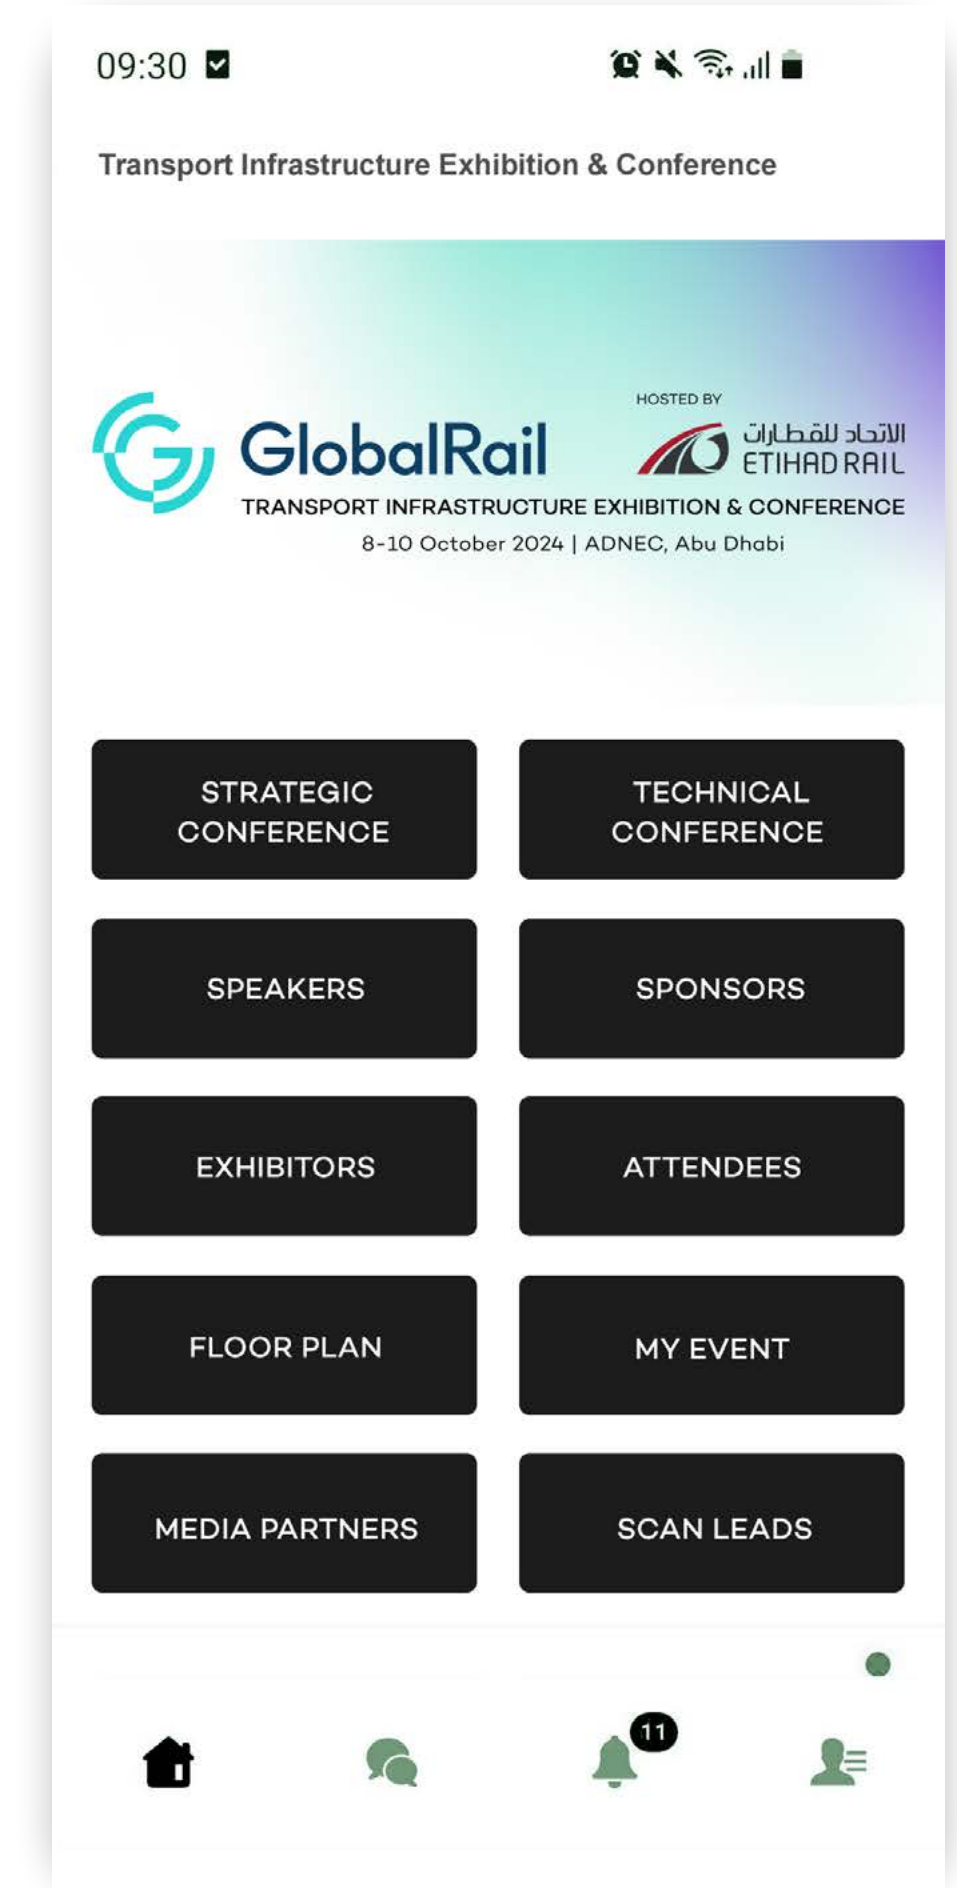 09:30
Transport Infrastructure Exhibition & Conference
HOSTED BY
GlobalRail
الاتحاد للقطارات
ETIHAD RAIL
TRANSPORT INFRASTRUCTURE EXHIBITION & CONFERENCE
8-10 October 2024 | ADNEC, Abu Dhabi
STRATEGIC
CONFERENCE
TECHNICAL
CONFERENCE
SPEAKERS
SPONSORS
EXHIBITORS
ATTENDEES
FLOOR PLAN
MY EVENT
MEDIA PARTNERS
SCAN LEADS
11